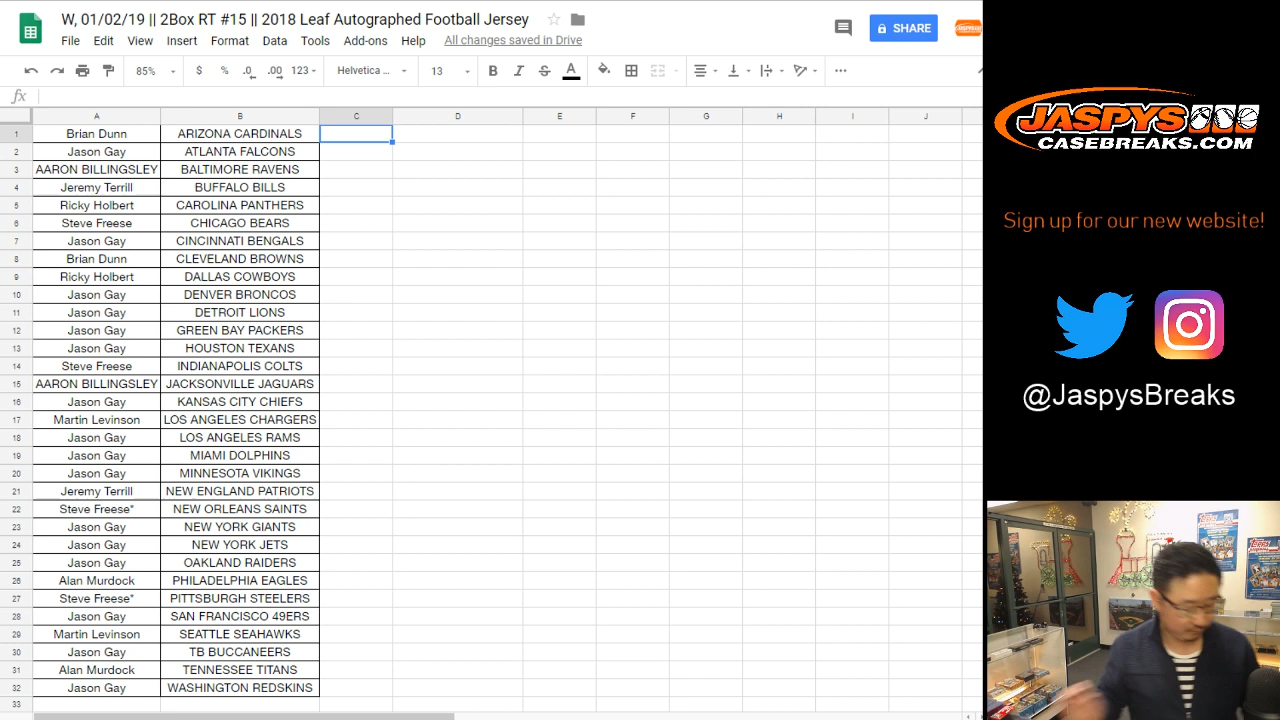 W, 01/02/19 || 2Box RT #15 || 2018 Leaf Autographed Football Jersey
File Edit View Insert Format Data Tools Add-ons Help All changes saved in Drive
SHARE
85% $ % .0 .00 123 Helvetica ... 13 B I S A
fx
A B C D E F G H I J
1 Brian Dunn ARIZONA CARDINALS
2 Jason Gay ATLANTA FALCONS
3 AARON BILLINGSLEY BALTIMORE RAVENS
4 Jeremy Terrill BUFFALO BILLS
5 Ricky Holbert CAROLINA PANTHERS
6 Steve Freese CHICAGO BEARS
7 Jason Gay CINCINNATI BENGALS
8 Brian Dunn CLEVELAND BROWNS
9 Ricky Holbert DALLAS COWBOYS
10 Jason Gay DENVER BRONCOS
11 Jason Gay DETROIT LIONS
12 Jason Gay GREEN BAY PACKERS
13 Jason Gay HOUSTON TEXANS
14 Steve Freese INDIANAPOLIS COLTS
15 AARON BILLINGSLEY JACKSONVILLE JAGUARS
16 Jason Gay KANSAS CITY CHIEFS
17 Martin Levinson LOS ANGELES CHARGERS
18 Jason Gay LOS ANGELES RAMS
19 Jason Gay MIAMI DOLPHINS
20 Jason Gay MINNESOTA VIKINGS
21 Jeremy Terrill NEW ENGLAND PATRIOTS
22 Steve Freese* NEW ORLEANS SAINTS
23 Jason Gay NEW YORK GIANTS
24 Jason Gay NEW YORK JETS
25 Jason Gay OAKLAND RAIDERS
26 Alan Murdock PHILADELPHIA EAGLES
27 Steve Freese* PITTSBURGH STEELERS
28 Jason Gay SAN FRANCISCO 49ERS
29 Martin Levinson SEATTLE SEAHAWKS
30 Jason Gay TB BUCCANEERS
31 Alan Murdock TENNESSEE TITANS
32 Jason Gay WASHINGTON REDSKINS
33
JASPYS
CASEBREAKS.COM
Sign up for our new website!
@JaspysBreaks